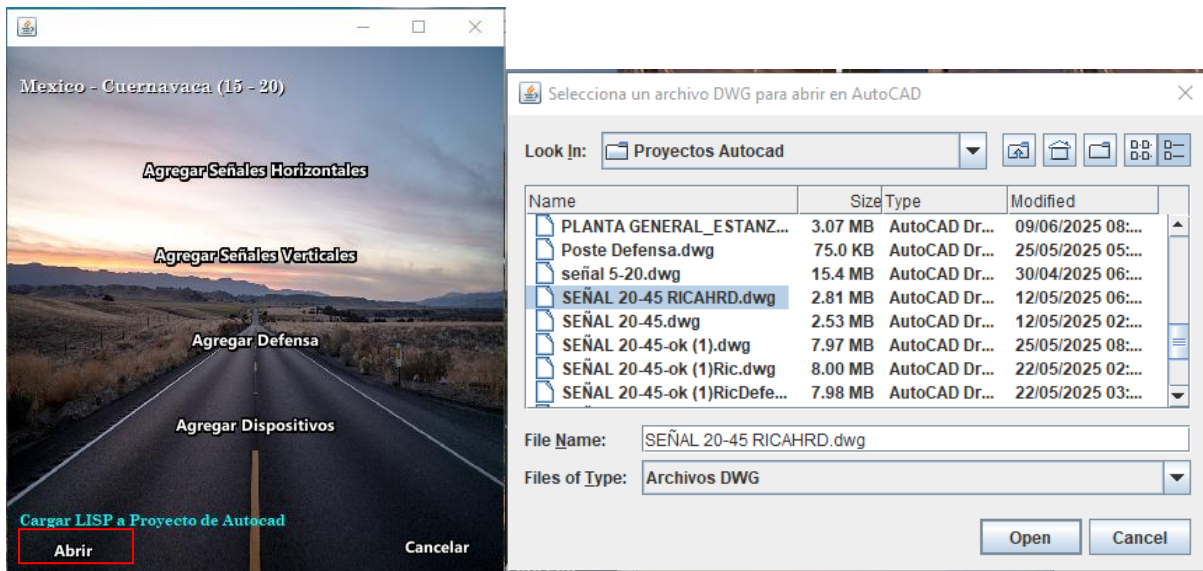 Mexico - Cuernavaca (15 - 20)
Agregar Señales Horizontales
Agregar Señales Verticales
Agregar Defensa
Agregar Dispositivos
Cargar LISP a Proyecto de Autocad
Abrir Cancelar
Selecciona un archivo DWG para abrir en AutoCAD
Look In: Proyectos Autocad
Name Size Type Modified
PLANTA GENERAL_ESTANZ... 3.07 MB AutoCAD Dr... 09/06/2025 08:...
Poste Defensa.dwg 75.0 KB AutoCAD Dr... 25/05/2025 05:...
señal 5-20.dwg 15.4 MB AutoCAD Dr... 30/04/2025 06:...
SEÑAL 20-45 RICAHRD.dwg 2.81 MB AutoCAD Dr... 12/05/2025 06:...
SEÑAL 20-45.dwg 2.53 MB AutoCAD Dr... 12/05/2025 02:...
SEÑAL 20-45-ok (1).dwg 7.97 MB AutoCAD Dr... 25/05/2025 08:...
SEÑAL 20-45-ok (1)Ric.dwg 8.00 MB AutoCAD Dr... 22/05/2025 02:...
SEÑAL 20-45-ok (1)RicDefe... 7.98 MB AutoCAD Dr... 22/05/2025 03:...
File Name: SEÑAL 20-45 RICAHRD.dwg
Files of Type: Archivos DWG
Open Cancel